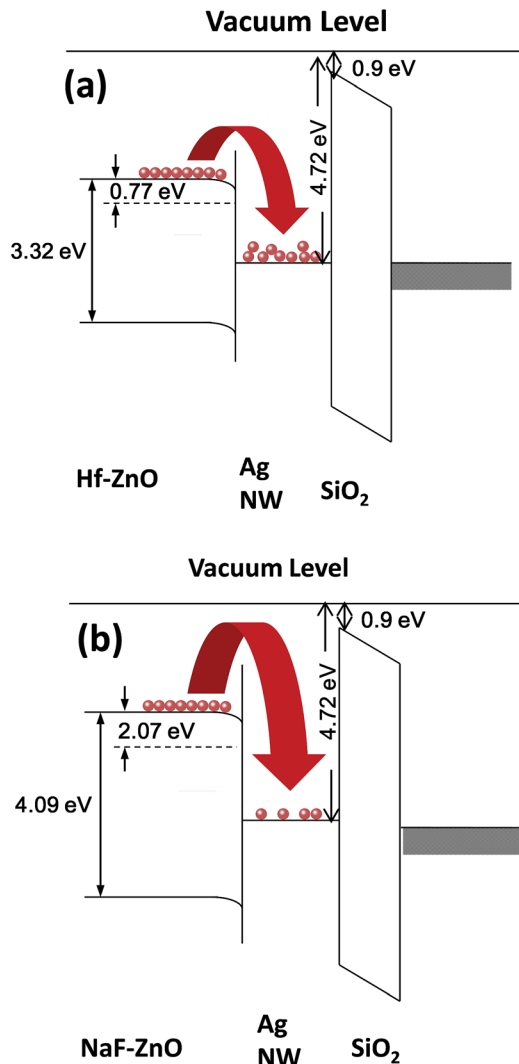 Vacuum Level
(a)
0.9 eV
4.72 eV
0.77 eV
3.32 eV
Hf-ZnO
Ag
NW
SiO₂
Vacuum Level
(b)
0.9 eV
4.72 eV
2.07 eV
4.09 eV
NaF-ZnO
Ag
NW
SiO₂